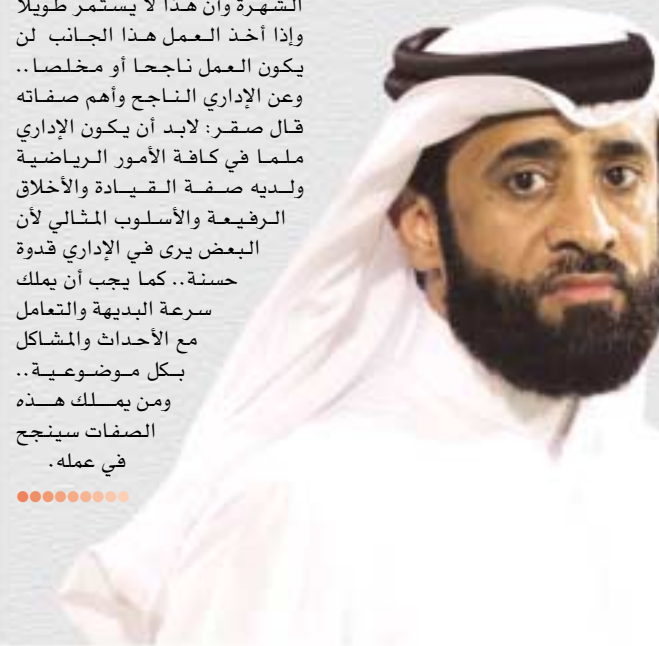 الشهرة وأن هذا لا يستمر طويلا
وإذا أخذ العمل هذا الجانب لن
يكون العمل ناجحا أو مخلصا..
وعن الإداري الناجح وأهم صفاته
قال صقر: لابد أن يكون الإداري
ملما في كافة الأمور الرياضية
ولديه صفة القيادة والأخلاق
الرفيعة والأسلوب المثالي لأن
البعض يرى في الإداري قدوة
حسنة.. كما يجب أن يملك
سرعة البديهة والتعامل
مع الأحداث والمشاكل
بكل موضوعية..
ومن يملك هذه
الصفات سينجح
في عمله.